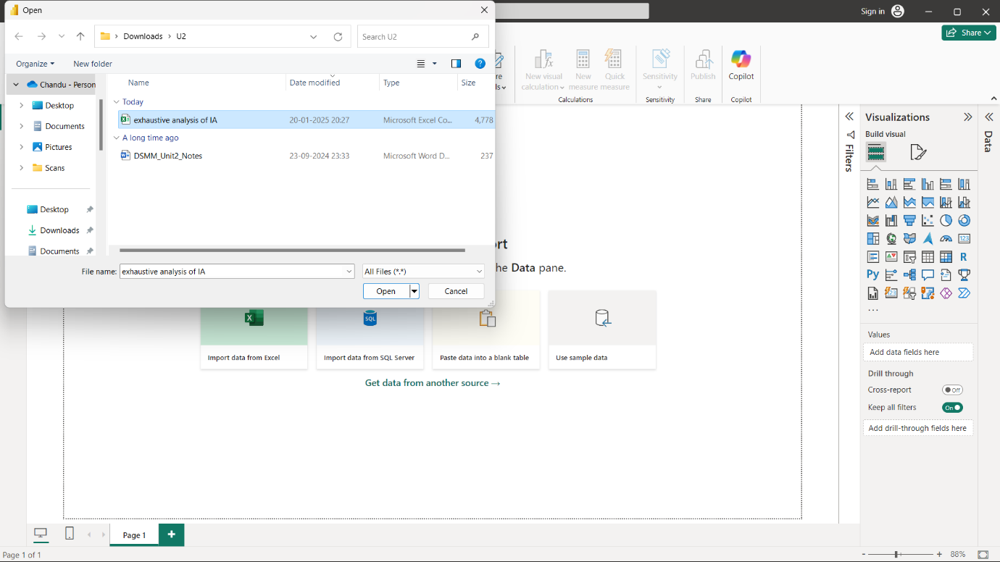 Open
Sign in
Downloads
U2
Search U2
Share
Organize
New folder
New visual
calculation
New
measure
Quick
measure
Sensitivity
Publish
Copilot
Calculations
Sensitivity
Share
Copilot
Chandu - Person
Desktop
Documents
Pictures
Scans
Desktop
Downloads
Documents
Name
Date modified
Type
Size
Today
exhaustive analysis of IA
20-01-2025 20:27
Microsoft Excel Co...
4,778
A long time ago
DSMM_Unit2_Notes
23-09-2024 23:33
Microsoft Word D...
237
File name:
exhaustive analysis of IA
All Files (*.*)
Open
Cancel
ort
he Data pane.
SQL
Import data from Excel
Import data from SQL Server
Paste data into a blank table
Use sample data
Get data from another source →
Filters
Visualizations
Build visual
Data
123
R
Py
...
Values
Add data fields here
Drill through
Cross-report
Off
Keep all filters
On
Add drill-through fields here
Page 1
Page 1 of 1
- + 88%